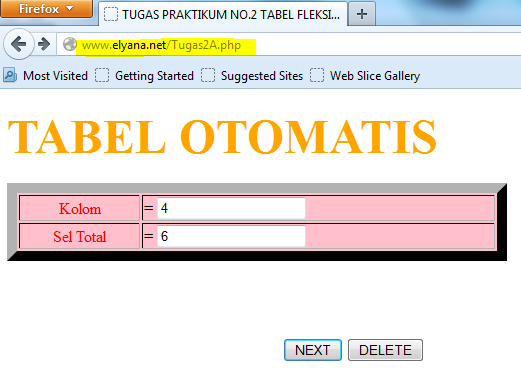 Firefox
TUGAS PRAKTIKUM NO.2 TABEL FLEKSI...
www.elyana.net/Tugas2A.php
Most Visited Getting Started Suggested Sites Web Slice Gallery
TABEL OTOMATIS
Kolom = 4
Sel Total = 6
NEXT DELETE